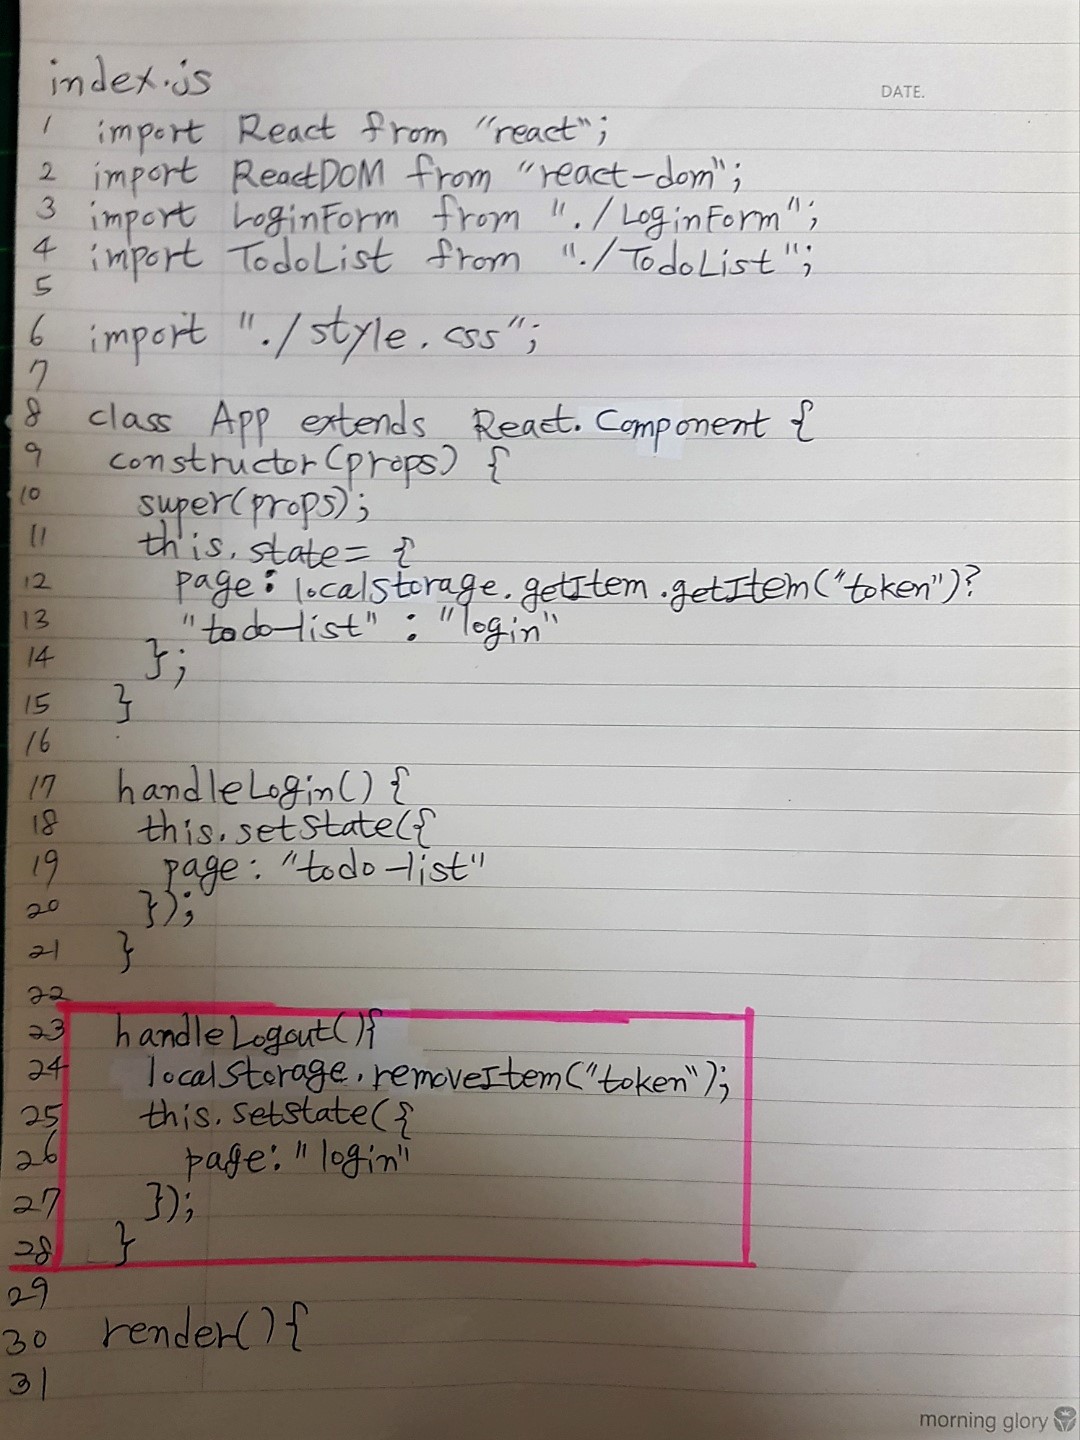 index.js
DATE.
1 import React from "react";
2 import ReactDOM from "react-dom";
3 import LoginForm from "./LoginForm";
4 import TodoList from "./TodoList";
5
6 import "./style.css";
7
8 class App extends React.Component {
9 constructor(props) {
10 super(props);
11 this.state= {
12 page: localStorage.getItem.getItem("token")?
13 "todo-list" : "login"
14 };
15 }
16
17 handleLogin() {
18 this.setState({
19 page: "todo-list"
20 });
21 }
22
23 handleLogout(){
24 localStorage.removeItem("token");
25 this.setState({
26 page: "login"
27 });
28 }
29
30 render(){
31
morning glory